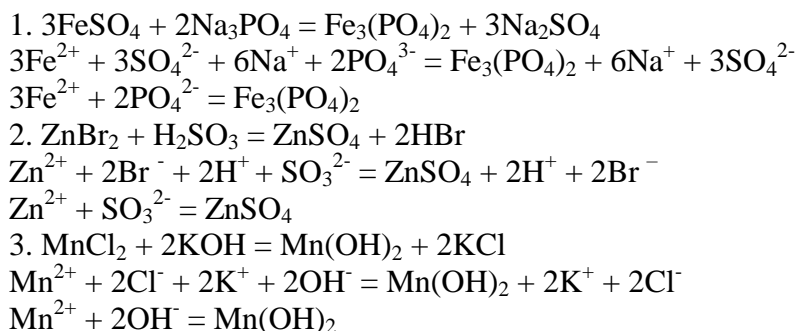 1. 3FeSO₄ + 2Na₃PO₄ = Fe₃(PO₄)₂ + 3Na₂SO₄
3Fe²⁺ + 3SO₄²⁻ + 6Na⁺ + 2PO₄³⁻ = Fe₃(PO₄)₂ + 6Na⁺ + 3SO₄²⁻
3Fe²⁺ + 2PO₄²⁻ = Fe₃(PO₄)₂
2. ZnBr₂ + H₂SO₃ = ZnSO₄ + 2HBr
Zn²⁺ + 2Br ⁻ + 2H⁺ + SO₃²⁻ = ZnSO₄ + 2H⁺ + 2Br ⁻
Zn²⁺ + SO₃²⁻ = ZnSO₄
3. MnCl₂ + 2KOH = Mn(OH)₂ + 2KCl
Mn²⁺ + 2Cl⁻ + 2K⁺ + 2OH⁻ = Mn(OH)₂ + 2K⁺ + 2Cl⁻
Mn²⁺ + 2OH⁻ = Mn(OH)₂